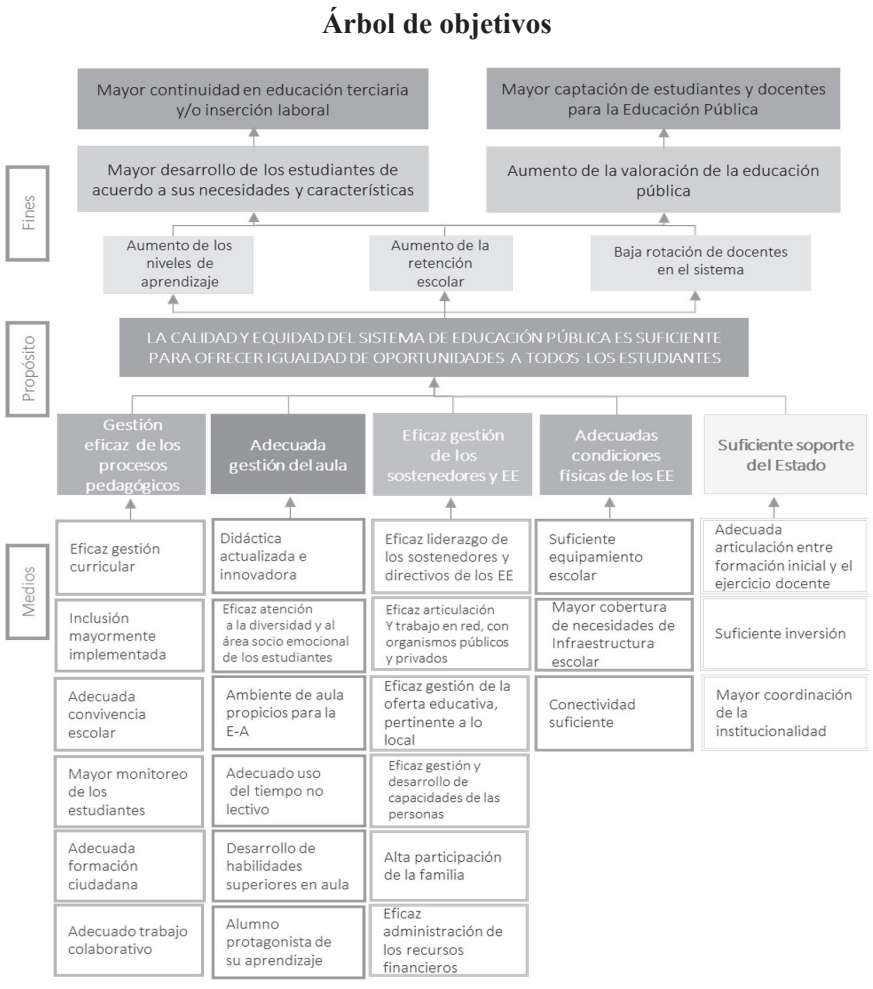 Árbol de objetivos
Mayor continuidad en educación terciaria
y/o inserción laboral
Mayor captación de estudiantes y docentes
para la Educación Pública
Fines
Mayor desarrollo de los estudiantes de
acuerdo a sus necesidades y características
Aumento de la valoración de la educación
pública
Aumento de los
niveles de
aprendizaje
Aumento de la
retención
escolar
Baja rotación de docentes
en el sistema
Propósito
LA CALIDAD Y EQUIDAD DEL SISTEMA DE EDUCACIÓN PÚBLICA ES SUFICIENTE
PARA OFRECER IGUALDAD DE OPORTUNIDADES A TODOS LOS ESTUDIANTES
Gestión
eficaz de los
procesos
pedagógicos
Adecuada
gestión del aula
Eficaz gestión
de los
sostenedores y EE
Adecuadas
condiciones
físicas de los EE
Suficiente soporte
del Estado
Medios
Eficaz gestión
curricular
Inclusión
mayormente
implementada
Adecuada
convivencia
escolar
Mayor monitoreo
de los
estudiantes
Adecuada
formación
ciudadana
Adecuado trabajo
colaborativo
Didáctica
actualizada e
innovadora
Eficaz atención
a la diversidad y al
área socio emocional
de los estudiantes
Ambiente de aula
propicios para la
E-A
Adecuado uso
del tiempo no
lectivo
Desarrollo de
habilidades
superiores en aula
Alumno
protagonista de
su aprendizaje
Eficaz liderazgo de
los sostenedores y
directivos de los EE
Eficaz articulación
Y trabajo en red, con
organismos públicos
y privados
Eficaz gestión de la
oferta educativa,
pertinente a lo
local
Eficaz gestión y
desarrollo de
capacidades de las
personas
Alta participación
de la familia
Eficaz
administración de
los recursos
financieros
Suficiente
equipamiento
escolar
Mayor cobertura
de necesidades de
Infraestructura
escolar
Conectividad
suficiente
Adecuada
articulación entre
formación inicial y el
ejercicio docente
Suficiente inversión
Mayor coordinación
de la
institucionalidad